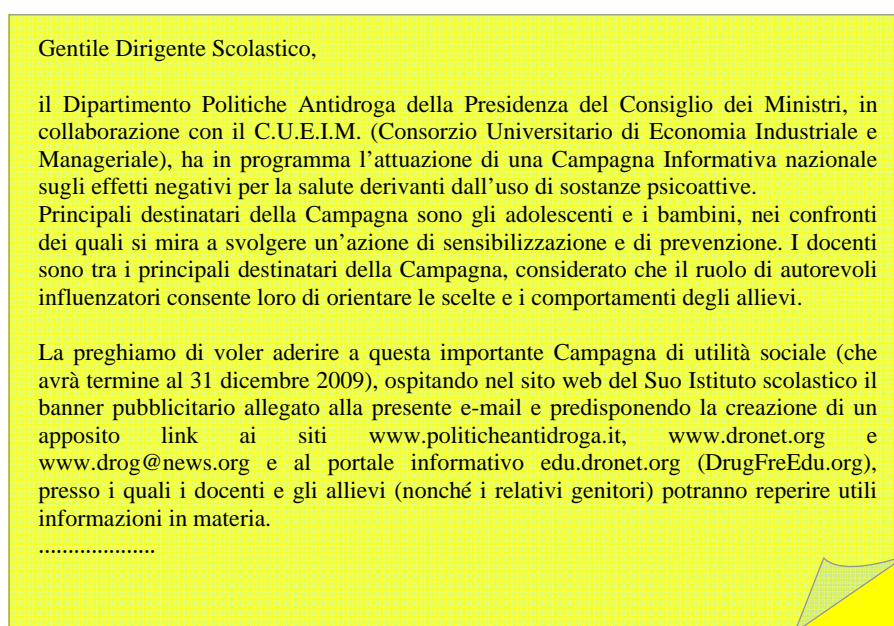 Gentile Dirigente Scolastico,
il Dipartimento Politiche Antidroga della Presidenza del Consiglio dei Ministri, in
collaborazione con il C.U.E.I.M. (Consorzio Universitario di Economia Industriale e
Manageriale), ha in programma l’attuazione di una Campagna Informativa nazionale
sugli effetti negativi per la salute derivanti dall’uso di sostanze psicoattive.
Principali destinatari della Campagna sono gli adolescenti e i bambini, nei confronti
dei quali si mira a svolgere un’azione di sensibilizzazione e di prevenzione. I docenti
sono tra i principali destinatari della Campagna, considerato che il ruolo di autorevoli
influenzatori consente loro di orientare le scelte e i comportamenti degli allievi.
La preghiamo di voler aderire a questa importante Campagna di utilità sociale (che
avrà termine al 31 dicembre 2009), ospitando nel sito web del Suo Istituto scolastico il
banner pubblicitario allegato alla presente e-mail e predisponendo la creazione di un
apposito link ai siti www.politicheantidroga.it, www.dronet.org e
www.drog@news.org e al portale informativo edu.dronet.org (DrugFreEdu.org),
presso i quali i docenti e gli allievi (nonché i relativi genitori) potranno reperire utili
informazioni in materia.
....................